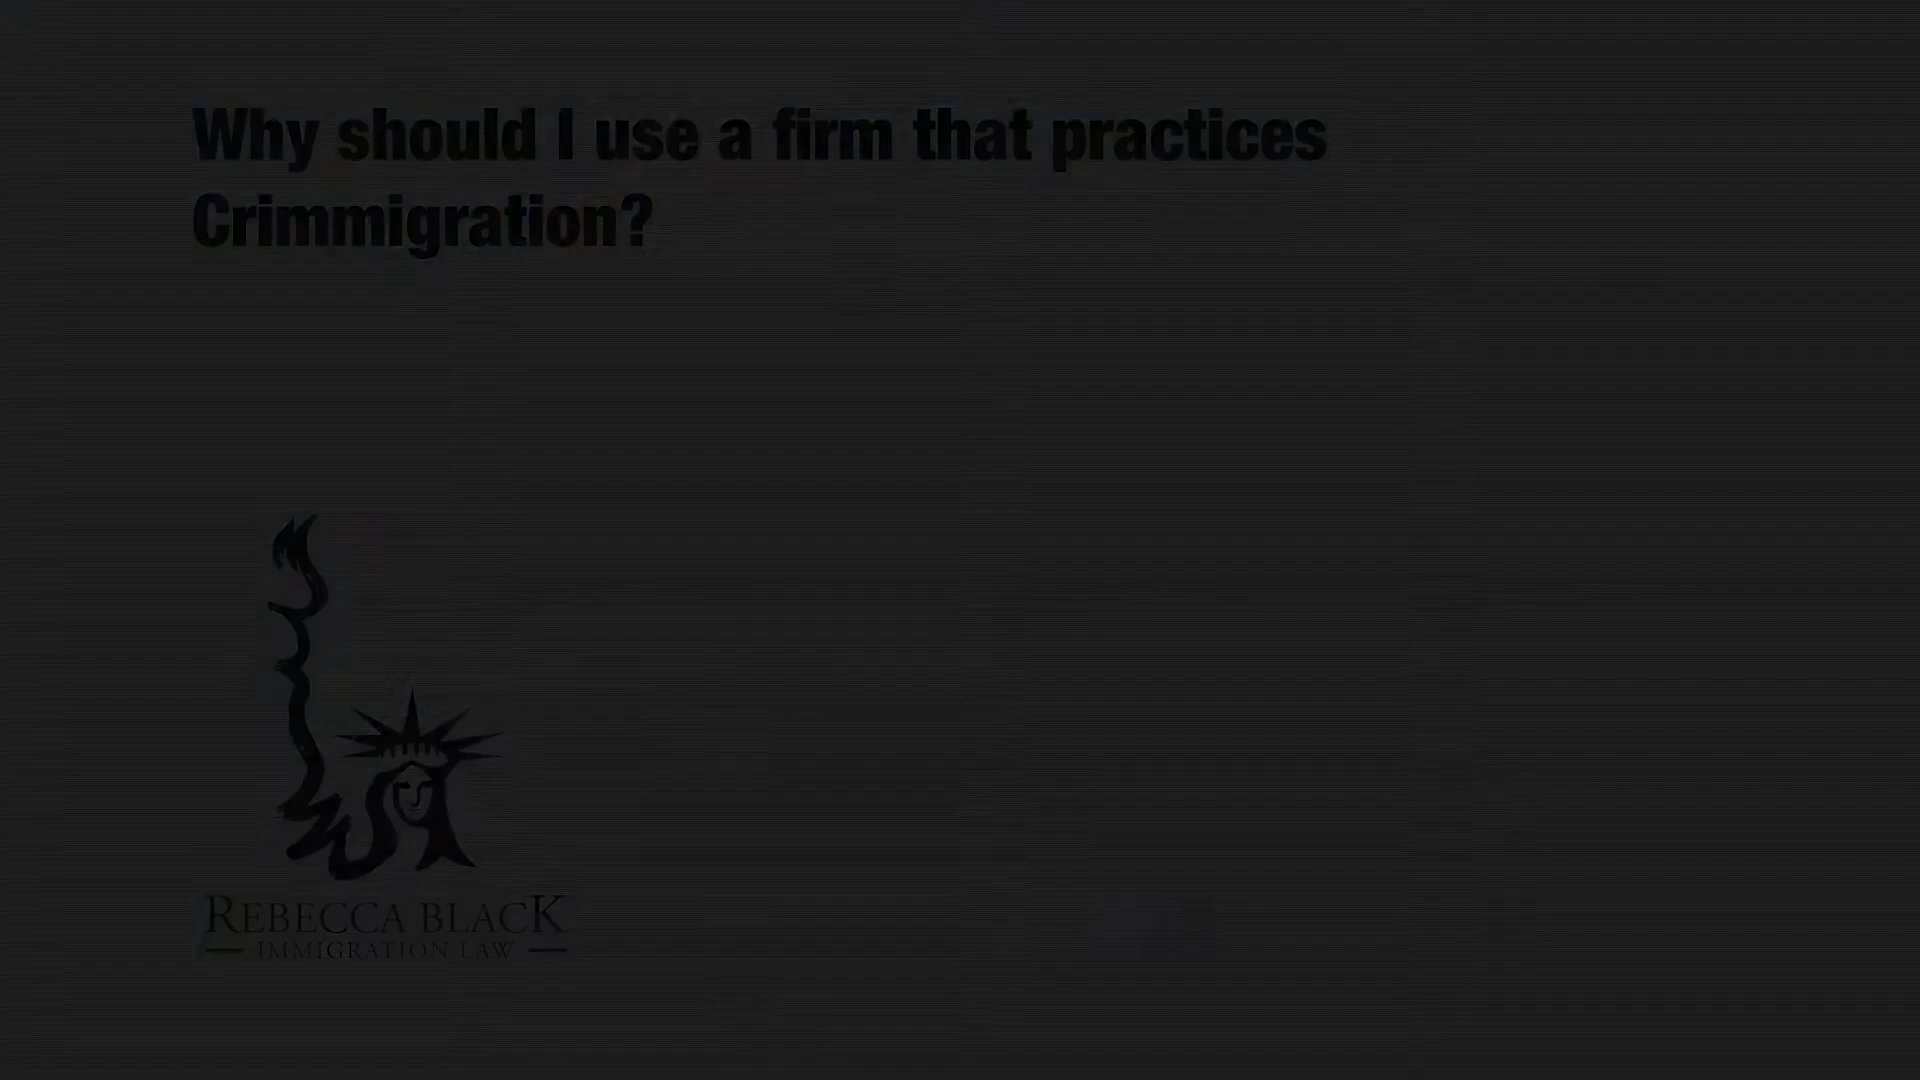 Why should I use a firm that practices
Crimmigration?
REBECCA BLACK
IMMIGRATION LAW